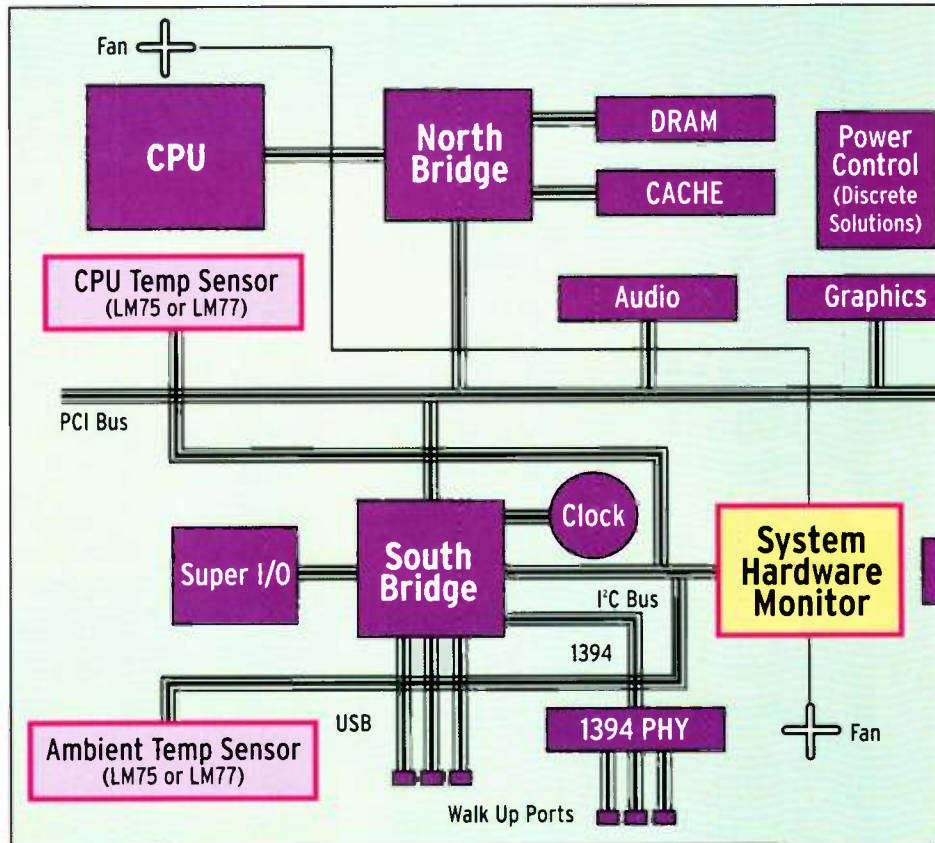 Fan
CPU
North
Bridge
DRAM
CACHE
Power
Control
(Discrete
Solutions)
CPU Temp Sensor
(LM75 or LM77)
Audio
Graphics
PCI Bus
Clock
Super I/O
South
Bridge
System
Hardware
Monitor
I²C Bus
1394
USB
1394 PHY
Fan
Ambient Temp Sensor
(LM75 or LM77)
Walk Up Ports